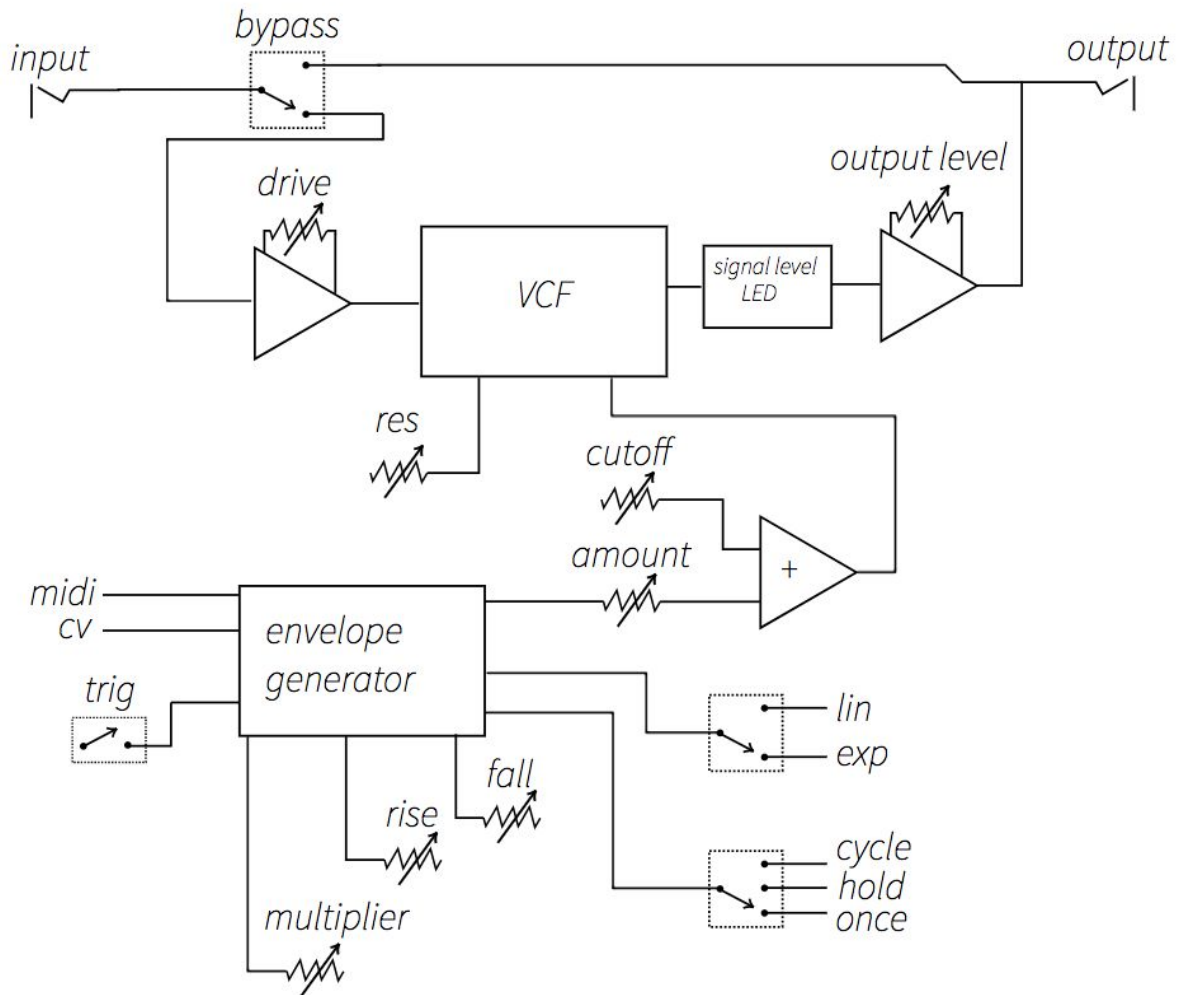 bypass
input
output
drive
output level
VCF
signal level
LED
res
cutoff
amount
+
midi
cv
envelope
generator
trig
lin
exp
fall
rise
cycle
hold
once
multiplier